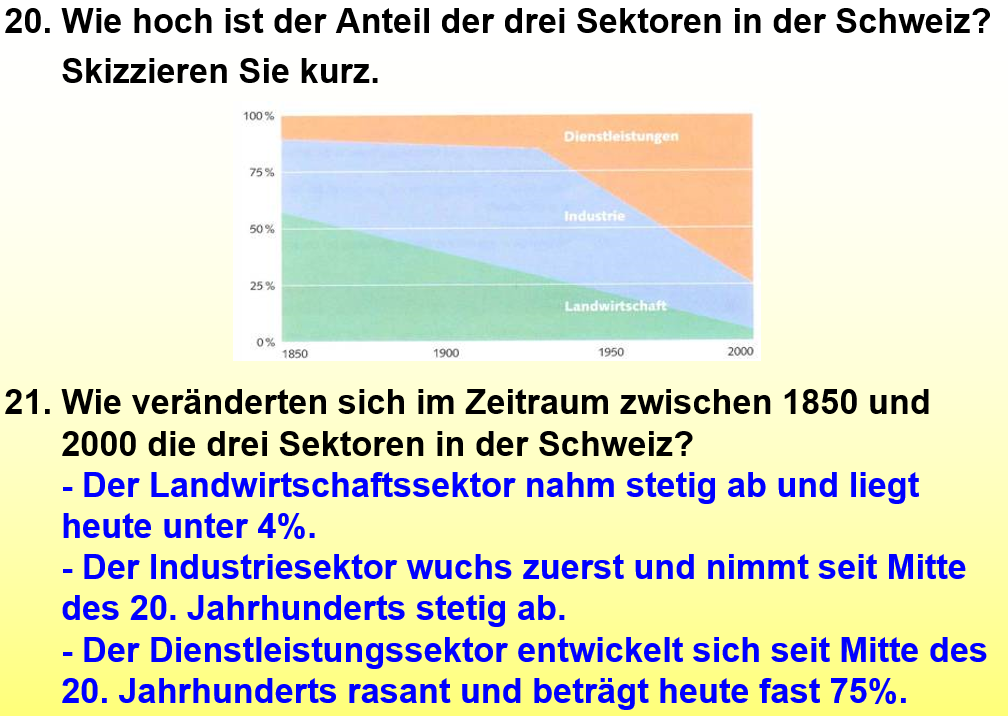 20. Wie hoch ist der Anteil der drei Sektoren in der Schweiz?
Skizzieren Sie kurz.
100 %
Dienstleistungen
75 %
Industrie
50 %
25 %
Landwirtschaft
0 %
1850 1900 1950 2000
21. Wie veränderten sich im Zeitraum zwischen 1850 und
2000 die drei Sektoren in der Schweiz?
- Der Landwirtschaftssektor nahm stetig ab und liegt
heute unter 4%.
- Der Industriesektor wuchs zuerst und nimmt seit Mitte
des 20. Jahrhunderts stetig ab.
- Der Dienstleistungssektor entwickelt sich seit Mitte des
20. Jahrhunderts rasant und beträgt heute fast 75%.